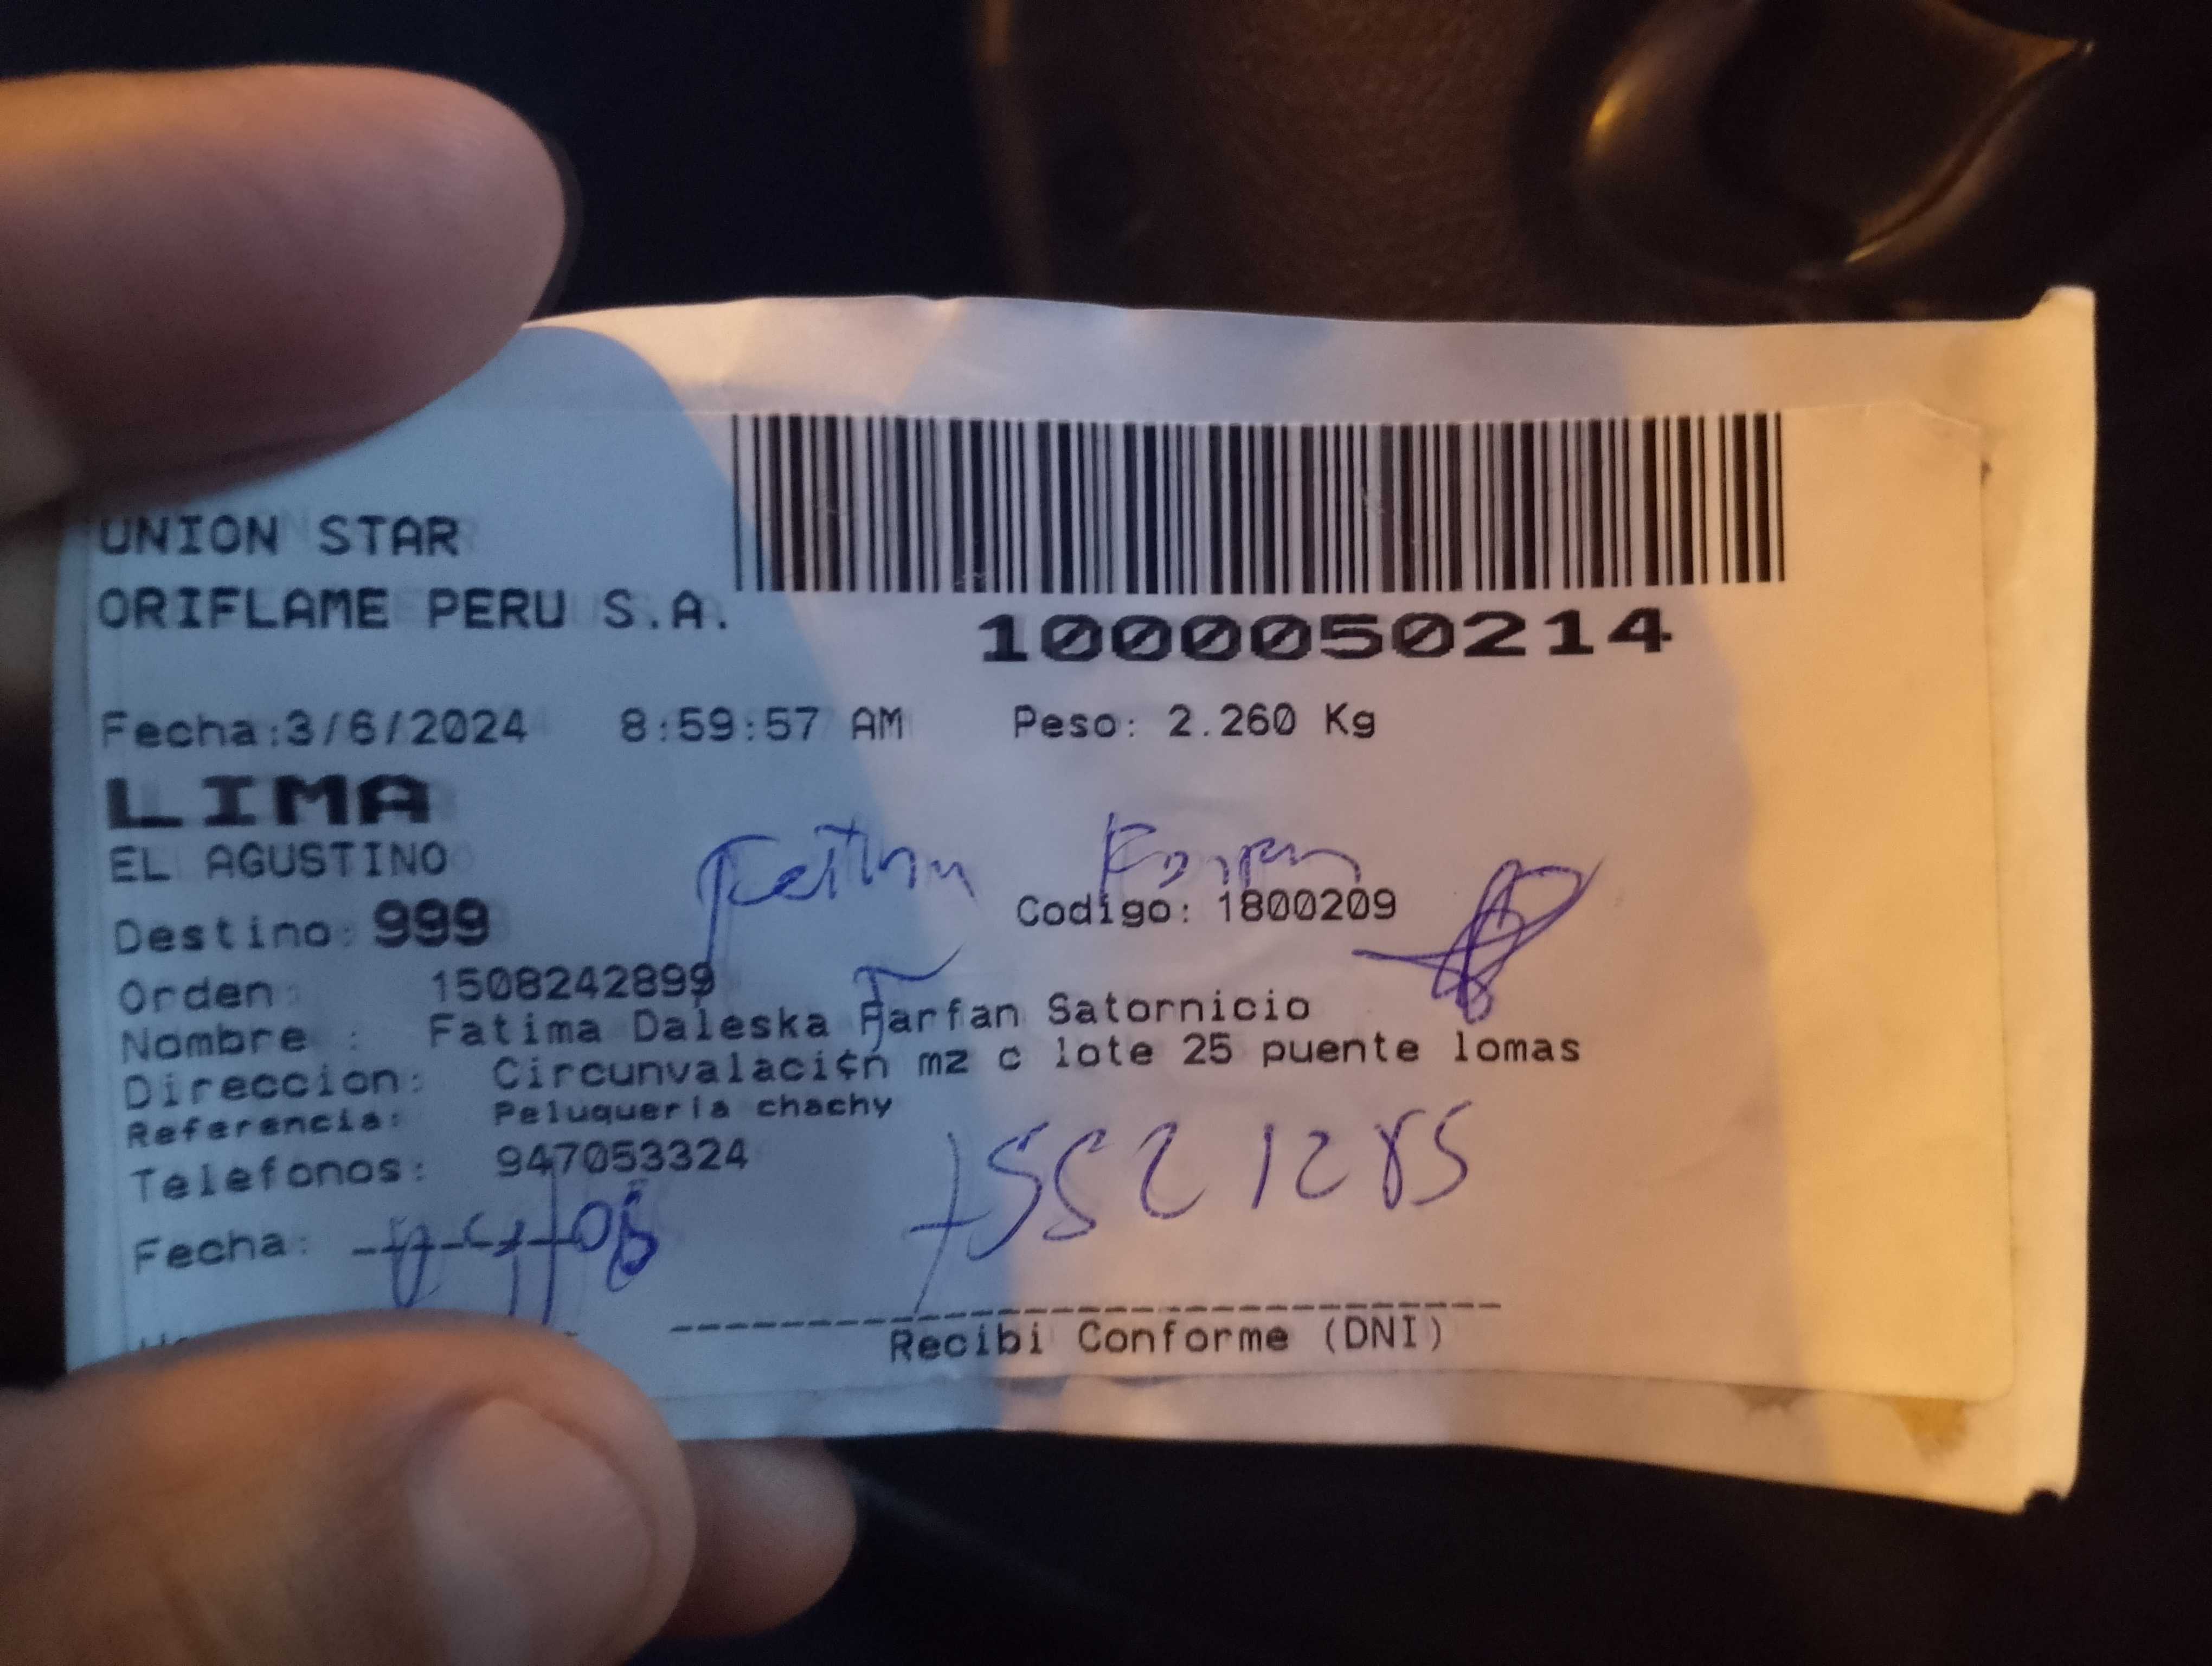 UNION STAR
ORIFLAME PERU S.A.
1000050214
Fecha:3/6/2024 8:59:57 AM Peso: 2.260 Kg
LIMA
EL AGUSTINO
Destino: 999
Codigo: 1800209
Orden: 1508242899
Nombre : Fatima Daleska Farfan Satornicio
Direccion: Circunvalaci¢n mz c lote 25 puente lomas
Referencia: Peluqueria chachy
Telefonos: 947053324
75521285
Fecha:
Recibi Conforme (DNI)